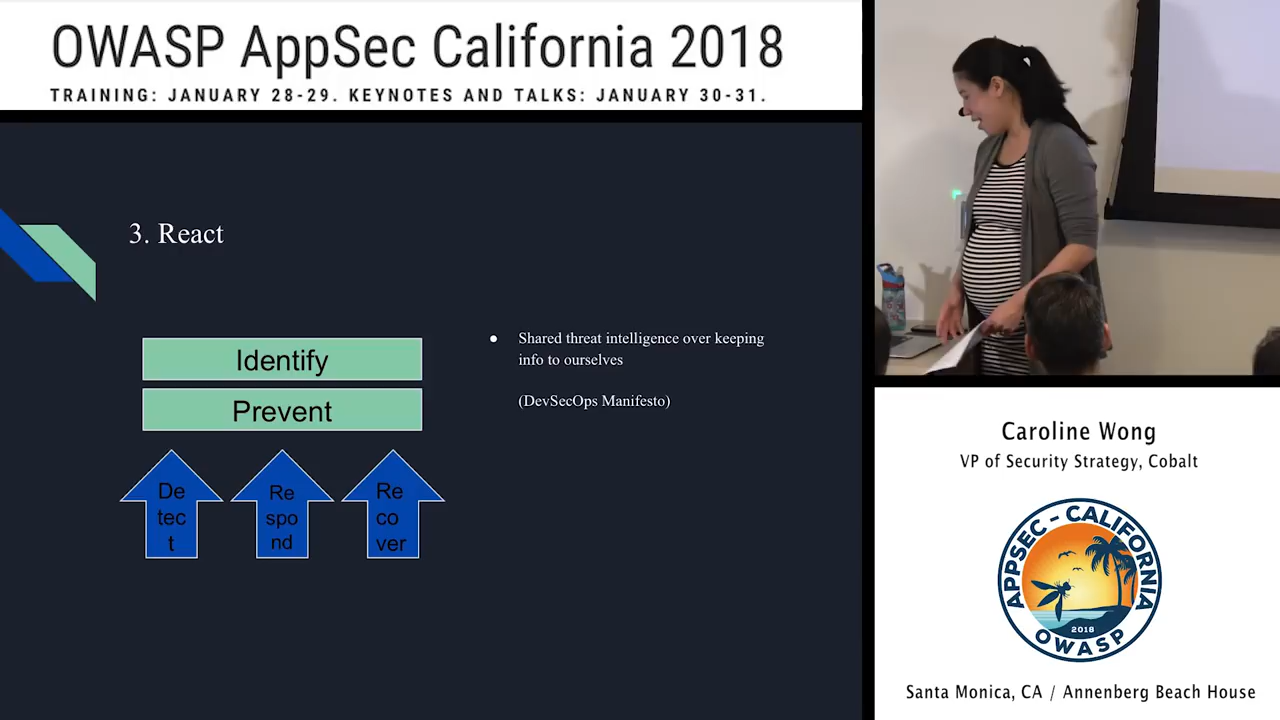 OWASP AppSec California 2018
TRAINING: JANUARY 28-29. KEYNOTES AND TALKS: JANUARY 30-31.
3. React
Identify
Prevent
De
tec
t
Re
spo
nd
Re
co
ver
● Shared threat intelligence over keeping
info to ourselves
(DevSecOps Manifesto)
Caroline Wong
VP of Security Strategy, Cobalt
APPSEC - CALIFORNIA
2018
OWASP
Santa Monica, CA / Annenberg Beach House